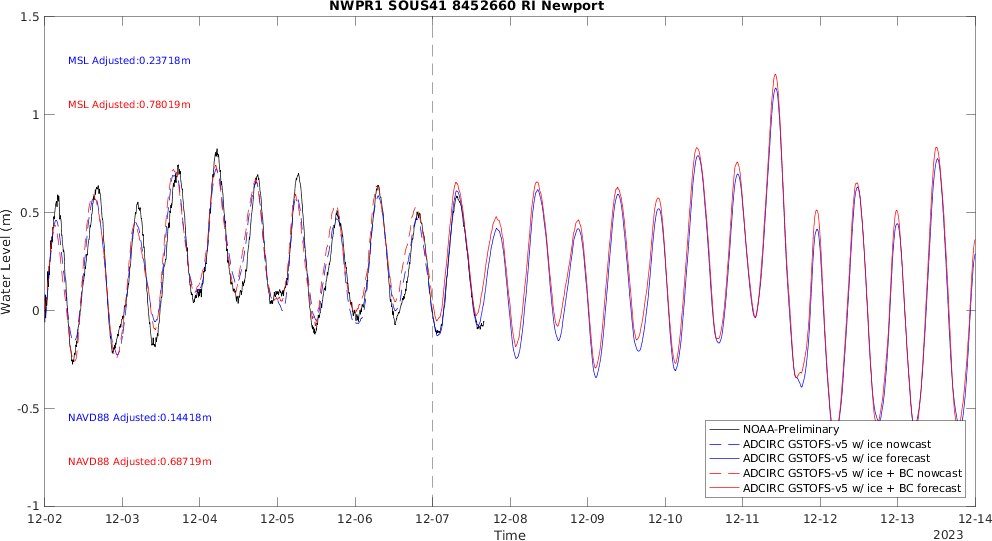 NWPR1 SOUS41 8452660 RI Newport
1.5
1
0.5
0
-0.5
-1
Water Level (m)
MSL Adjusted:0.23718m
MSL Adjusted:0.78019m
NAVD88 Adjusted:0.14418m
NAVD88 Adjusted:0.68719m
NOAA-Preliminary
ADCIRC GSTOFS-v5 w/ ice nowcast
ADCIRC GSTOFS-v5 w/ ice forecast
ADCIRC GSTOFS-v5 w/ ice + BC nowcast
ADCIRC GSTOFS-v5 w/ ice + BC forecast
12-02 12-03 12-04 12-05 12-06 12-07 12-08 12-09 12-10 12-11 12-12 12-13 12-14
Time
2023